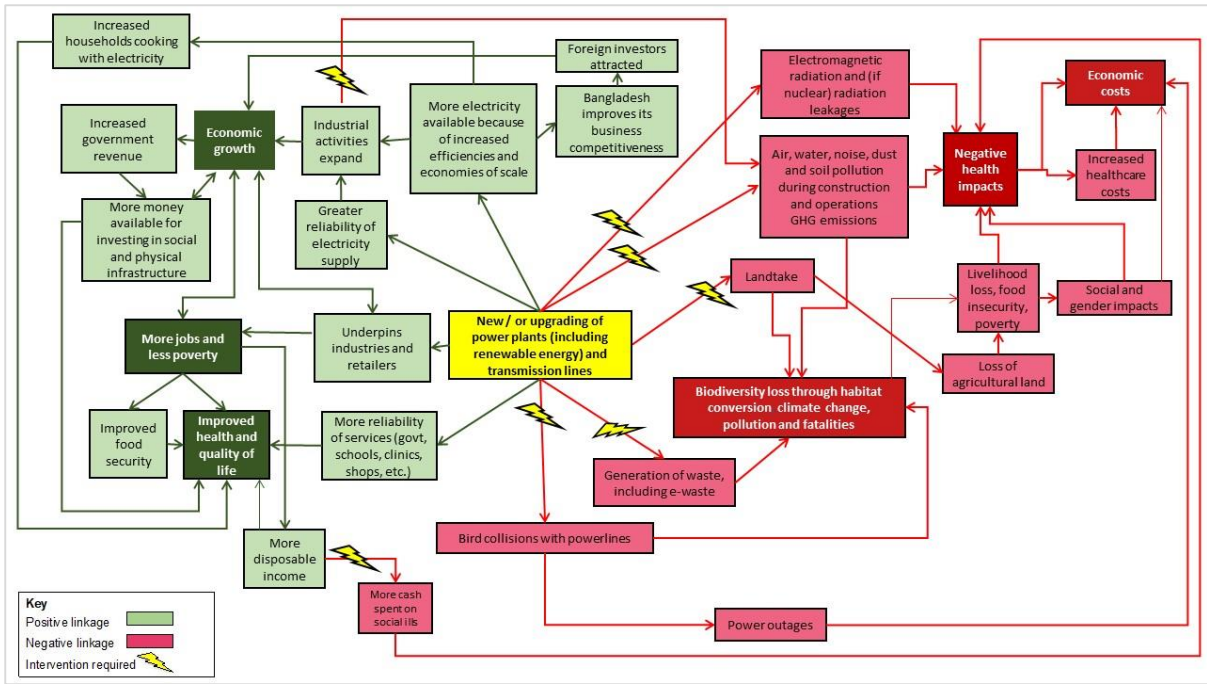 Increased
households cooking
with electricity
Foreign investors
attracted
Electromagnetic
radiation and (if
nuclear) radiation
leakages
Economic
costs
Increased
government
revenue
Economic
growth
Industrial
activities
expand
More electricity
available because
of increased
efficiencies and
economies of scale
Bangladesh
improves its
business
competitiveness
Air, water, noise, dust
and soil pollution
during construction
and operations
GHG emissions
Negative
health
impacts
Increased
healthcare
costs
More money
available for
investing in social
and physical
infrastructure
Greater
reliability of
electricity
supply
Landtake
Livelihood
loss, food
insecurity,
poverty
Social and
gender impacts
More jobs and
less poverty
Underpins
industries and
retailers
New / or upgrading of
power plants (including
renewable energy) and
transmission lines
Loss of
agricultural land
Biodiversity loss through habitat
conversion climate change,
pollution and fatalities
Improved
food
security
Improved
health and
quality of
life
More reliability
of services (govt,
schools, clinics,
shops, etc.)
Generation of waste,
including e-waste
Bird collisions with powerlines
More
disposable
income
More cash
spent on
social ills
Power outages
Key
Positive linkage
Negative linkage
Intervention required